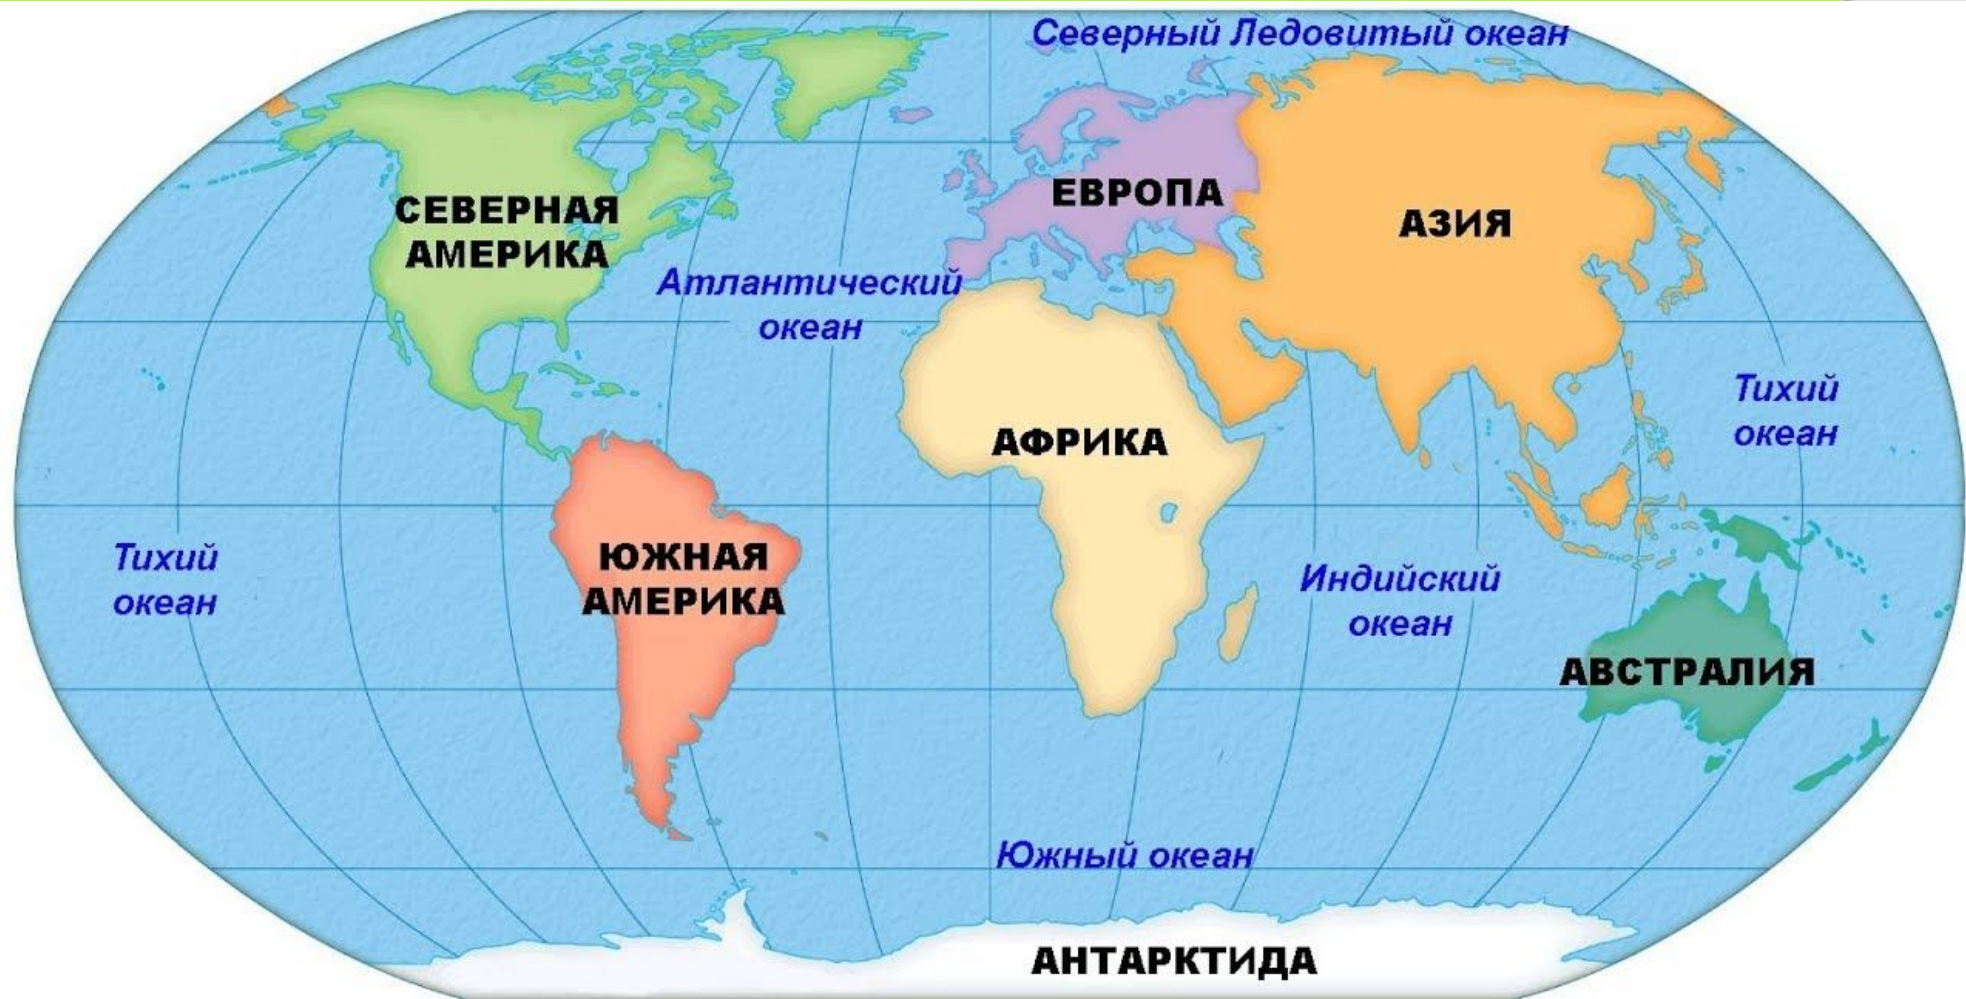 Северный Ледовитый океан
ЕВРОПА
СЕВЕРНАЯ
АМЕРИКА
АЗИЯ
Атлантический
океан
Тихий
океан
АФРИКА
Тихий
океан
ЮЖНАЯ
АМЕРИКА
Индийский
океан
АВСТРАЛИЯ
Южный океан
АНТАРКТИДА